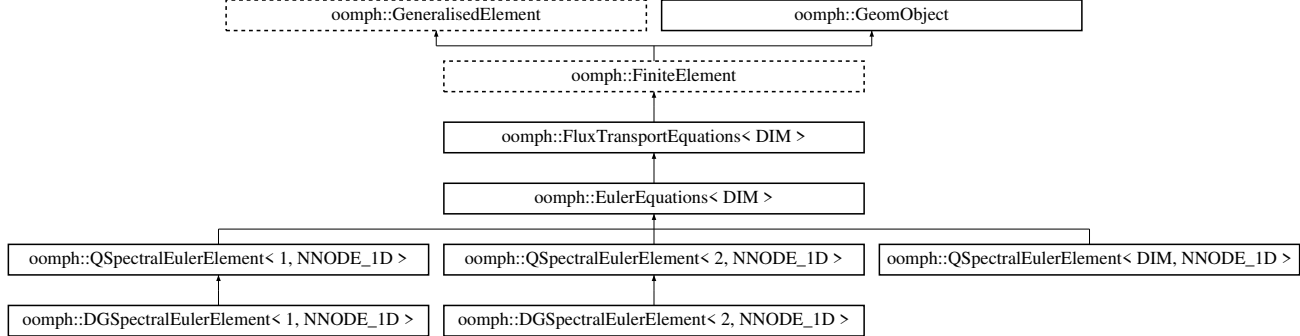 oomph::GeneralisedElement
oomph::GeomObject
oomph::FiniteElement
oomph::FluxTransportEquations< DIM >
oomph::EulerEquations< DIM >
oomph::QSpectralEulerElement< 1, NNODE_1D >
oomph::QSpectralEulerElement< 2, NNODE_1D >
oomph::QSpectralEulerElement< DIM, NNODE_1D >
oomph::DGSpectralEulerElement< 1, NNODE_1D >
oomph::DGSpectralEulerElement< 2, NNODE_1D >